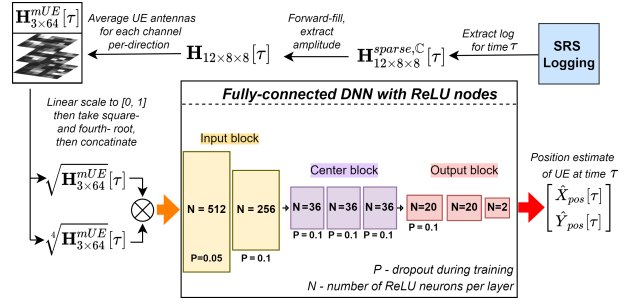 H^{mUE}_{3×64}[τ]
Average UE antennas
for each channel
per-direction
H_{12×8×8}[τ]
Forward-fill,
extract
amplitude
H^{sparse,ℂ}_{12×8×8}[τ]
Extract log
for time τ
SRS
Logging
Linear scale to [0, 1]
then take square-
and fourth- root,
then concatinate
√H^{mUE}_{3×64}[τ]
∜H^{mUE}_{3×64}[τ]
Fully-connected DNN with ReLU nodes
Input block
N = 512
P=0.05
N = 256
P = 0.1
Center block
N=36
N=36
N=36
P = 0.1
P = 0.1
P = 0.1
Output block
N=20
N=20
N=2
P = 0.1
P - dropout during training
N - number of ReLU neurons per layer
Position estimate
of UE at time τ
X̂_{pos}[τ]
Ŷ_{pos}[τ]